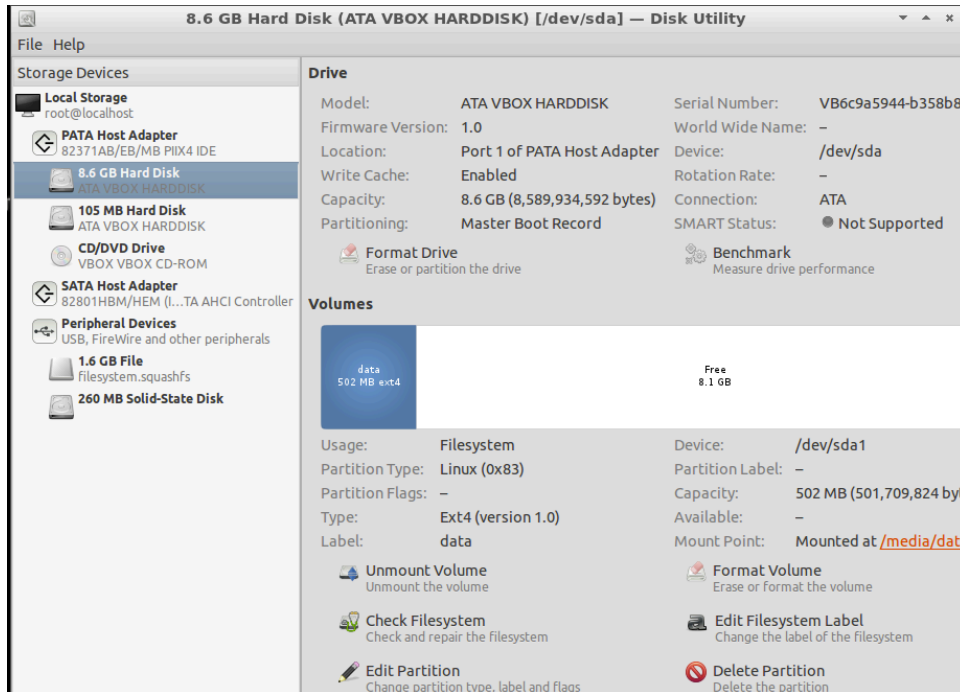 8.6 GB Hard Disk (ATA VBOX HARDDISK) [/dev/sda] — Disk Utility
File Help
Storage Devices
Local Storage
root@localhost
PATA Host Adapter
82371AB/EB/MB PIIX4 IDE
8.6 GB Hard Disk
ATA VBOX HARDDISK
105 MB Hard Disk
ATA VBOX HARDDISK
CD/DVD Drive
VBOX VBOX CD-ROM
SATA Host Adapter
82801HBM/HEM (I...TA AHCI Controller
Peripheral Devices
USB, FireWire and other peripherals
1.6 GB File
filesystem.squashfs
260 MB Solid-State Disk
Drive
Model: ATA VBOX HARDDISK Serial Number: VB6c9a5944-b358b8
Firmware Version: 1.0 World Wide Name: –
Location: Port 1 of PATA Host Adapter Device: /dev/sda
Write Cache: Enabled Rotation Rate: –
Capacity: 8.6 GB (8,589,934,592 bytes) Connection: ATA
Partitioning: Master Boot Record SMART Status: Not Supported
Format Drive Benchmark
Erase or partition the drive Measure drive performance
Volumes
data Free
502 MB ext4 8.1 GB
Usage: Filesystem Device: /dev/sda1
Partition Type: Linux (0x83) Partition Label: –
Partition Flags: – Capacity: 502 MB (501,709,824 by
Type: Ext4 (version 1.0) Available: –
Label: data Mount Point: Mounted at /media/dat
Unmount Volume Format Volume
Unmount the volume Erase or format the volume
Check Filesystem Edit Filesystem Label
Check and repair the filesystem Change the label of the filesystem
Edit Partition Delete Partition
Change partition type, label and flags Delete the partition